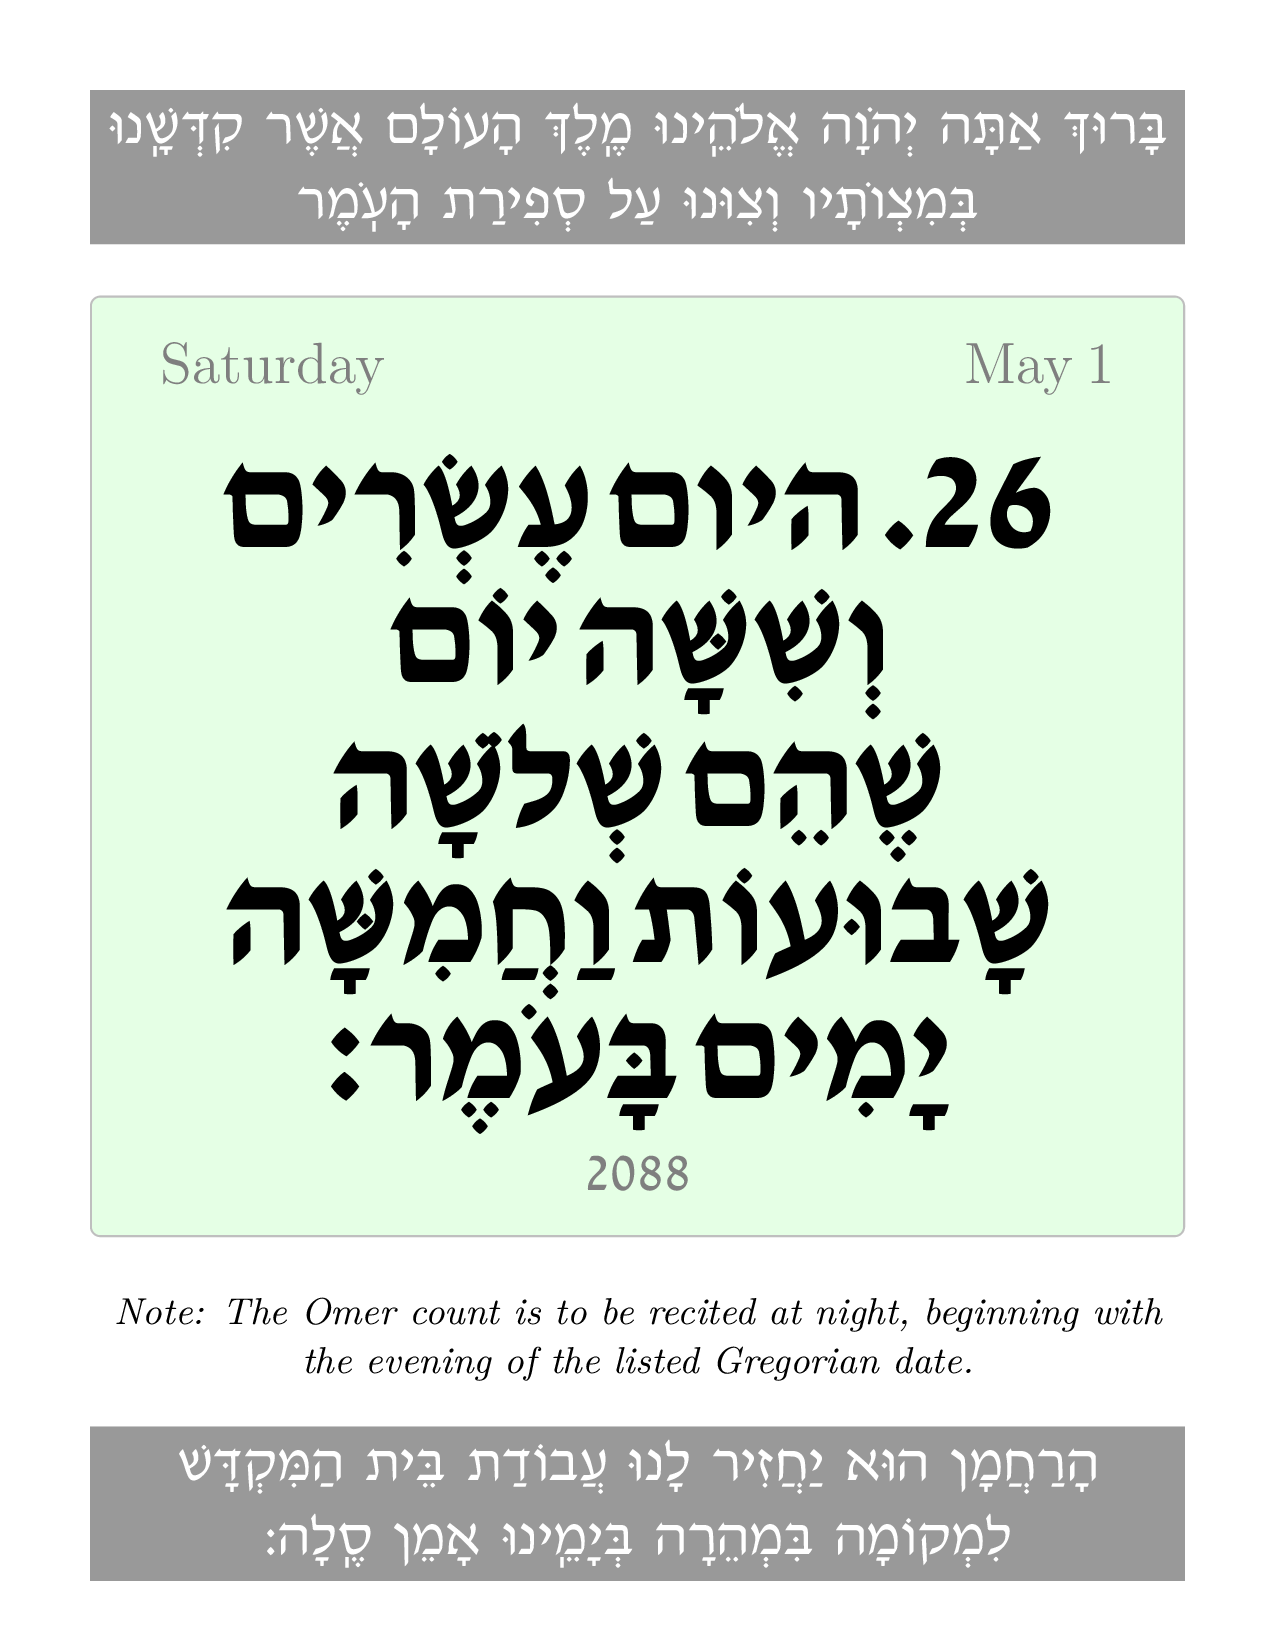 בָּרוּךְ אַתָּה יְהֹוָה אֱלֹהֵֽינוּ מֶֽלֶךְ הָעוֹלָם אֲשֶׁר קִדְּשָֽׁנוּ
בְּמִצְוֹתָיו וְצִוּנוּ עַל סְפִירַת הָעֹֽמֶר
Saturday May 1
26. היום עֶשְׂרִים
וְשִׁשָּׁה יוֹם
שֶׁהֵם שְׁלֹשָׁה
שָׁבוּעוֹת וַחֲמִשָּׁה
יָמִים בָּעֹמֶר:
2088
Note: The Omer count is to be recited at night, beginning with
the evening of the listed Gregorian date.
הָרַחֲמָן הוּא יַחֲזִיר לָנוּ עֲבוֹדַת בֵּית הַמִּקְדָּשׁ
לִמְקוֹמָהּ בִּמְהֵרָה בְּיָמֵֽינוּ אָמֵן סֶֽלָה: